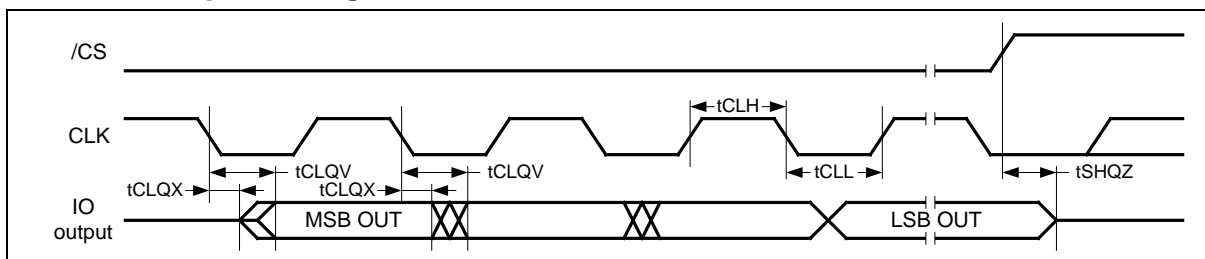 /CS
CLK
tCLH
tCLQV
tCLQV
tCLL
tSHQZ
tCLQX
tCLQX
IO
output
MSB OUT
LSB OUT